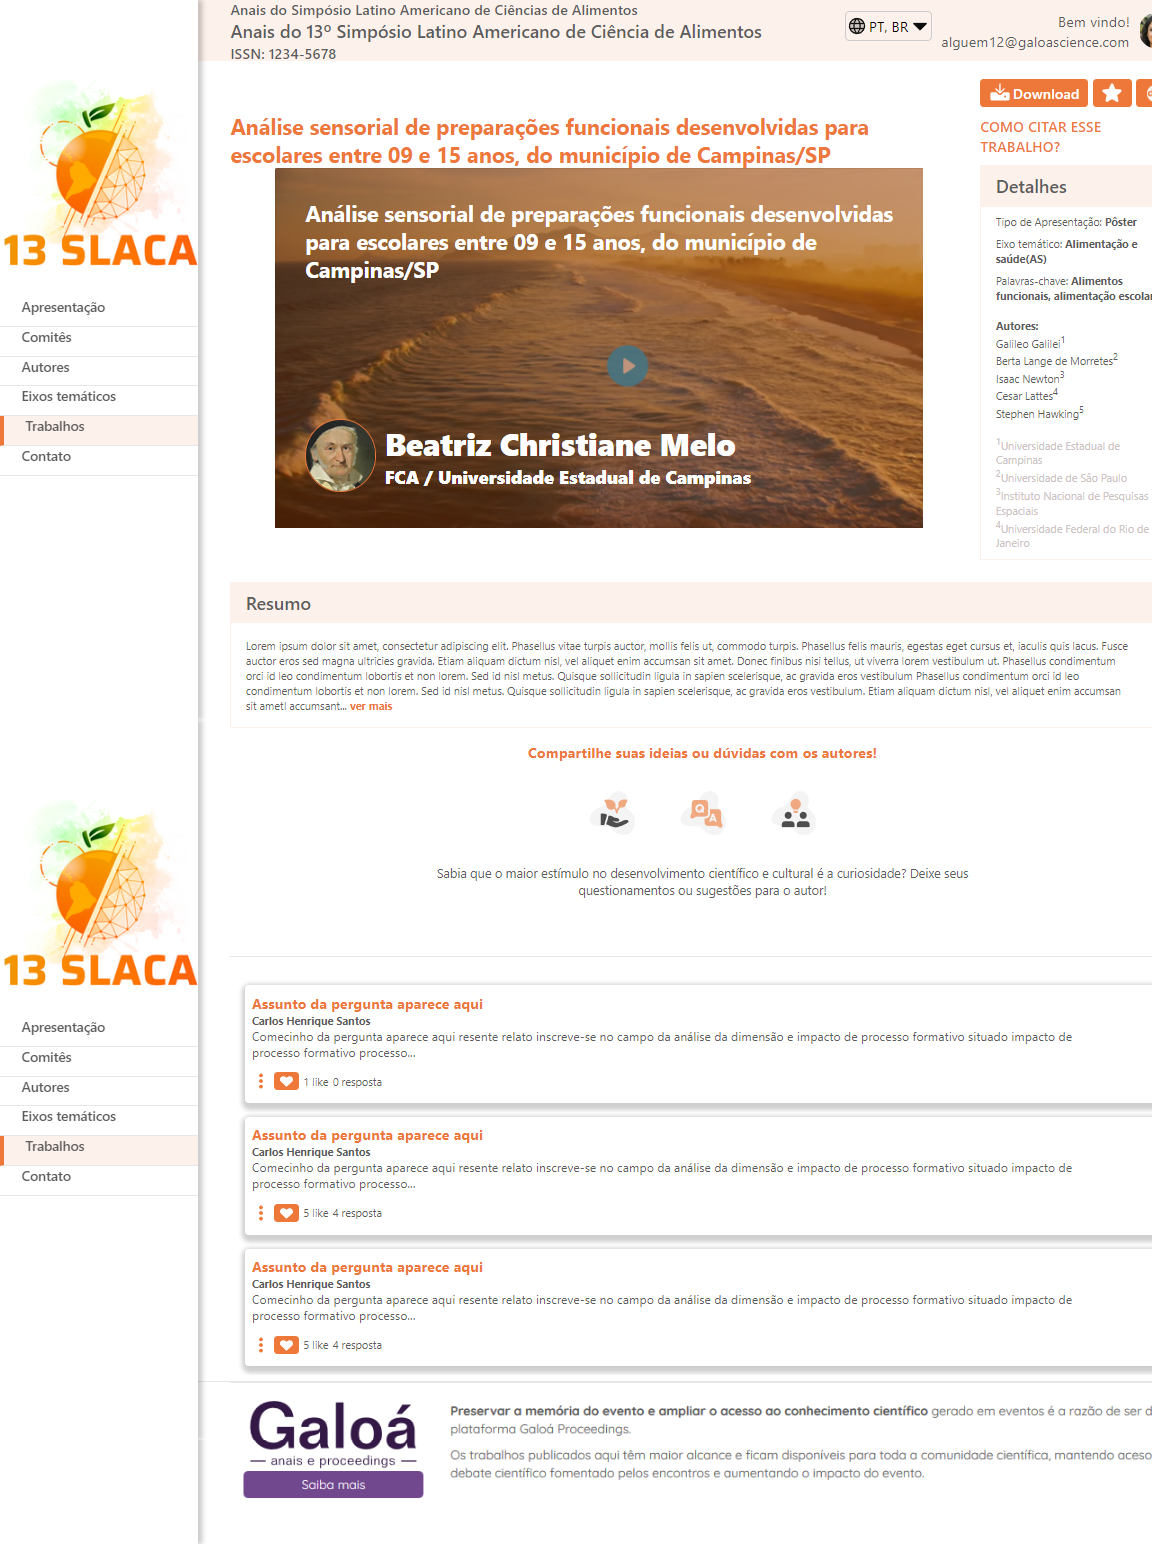 Anais do Simpósio Latino Americano de Ciências de Alimentos
Anais do 13º Simpósio Latino Americano de Ciência de Alimentos
ISSN: 1234-5678
PT, BR
Bem vindo!
alguem12@galoascience.com
13 SLACA
Apresentação
Comitês
Autores
Eixos temáticos
Trabalhos
Contato
Análise sensorial de preparações funcionais desenvolvidas para
escolares entre 09 e 15 anos, do município de Campinas/SP
Análise sensorial de preparações funcionais desenvolvidas
para escolares entre 09 e 15 anos, do município de
Campinas/SP
Beatriz Christiane Melo
FCA / Universidade Estadual de Campinas
Download
COMO CITAR ESSE
TRABALHO?
Detalhes
Tipo de Apresentação: Pôster
Eixo temático: Alimentação e
saúde(AS)
Palavras-chave: Alimentos
funcionais, alimentação escolar
Autores:
Galileo Galilei1
Berta Lange de Morretes2
Isaac Newton3
Cesar Lattes4
Stephen Hawking5
1Universidade Estadual de
Campinas
2Universidade de São Paulo
3Instituto Nacional de Pesquisas
Espaciais
4Universidade Federal do Rio de
Janeiro
Resumo
Lorem ipsum dolor sit amet, consectetur adipiscing elit. Phasellus vitae turpis auctor, mollis felis ut, commodo turpis. Phasellus felis mauris, egestas eget cursus et, iaculis quis lacus. Fusce
auctor eros sed magna ultricies gravida. Etiam aliquam dictum nisl, vel aliquet enim accumsan sit amet. Donec finibus nisi tellus, ut viverra lorem vestibulum ut. Phasellus condimentum
orci id leo condimentum lobortis et non lorem. Sed id nisl metus. Quisque sollicitudin ligula in sapien scelerisque, ac gravida eros vestibulum Phasellus condimentum orci id leo
condimentum lobortis et non lorem. Sed id nisl metus. Quisque sollicitudin ligula in sapien scelerisque, ac gravida eros vestibulum. Etiam aliquam dictum nisl, vel aliquet enim accumsan
sit ametl accumsant... ver mais
Compartilhe suas ideias ou dúvidas com os autores!
Q A
Sabia que o maior estímulo no desenvolvimento científico e cultural é a curiosidade? Deixe seus
questionamentos ou sugestões para o autor!
13 SLACA
Apresentação
Comitês
Autores
Eixos temáticos
Trabalhos
Contato
Assunto da pergunta aparece aqui
Carlos Henrique Santos
Comecinho da pergunta aparece aqui resente relato inscreve-se no campo da análise da dimensão e impacto de processo formativo situado impacto de
processo formativo processo...
1 like 0 resposta
Assunto da pergunta aparece aqui
Carlos Henrique Santos
Comecinho da pergunta aparece aqui resente relato inscreve-se no campo da análise da dimensão e impacto de processo formativo situado impacto de
processo formativo processo...
5 like 4 resposta
Assunto da pergunta aparece aqui
Carlos Henrique Santos
Comecinho da pergunta aparece aqui resente relato inscreve-se no campo da análise da dimensão e impacto de processo formativo situado impacto de
processo formativo processo...
5 like 4 resposta
Galoá
anais e proceedings
Saiba mais
Preservar a memória do evento e ampliar o acesso ao conhecimento científico gerado em eventos é a razão de ser d
plataforma Galoá Proceedings.
Os trabalhos publicados aqui têm maior alcance e ficam disponíveis para toda a comunidade científica, mantendo aceso
debate científico fomentado pelos encontros e aumentando o impacto do evento.